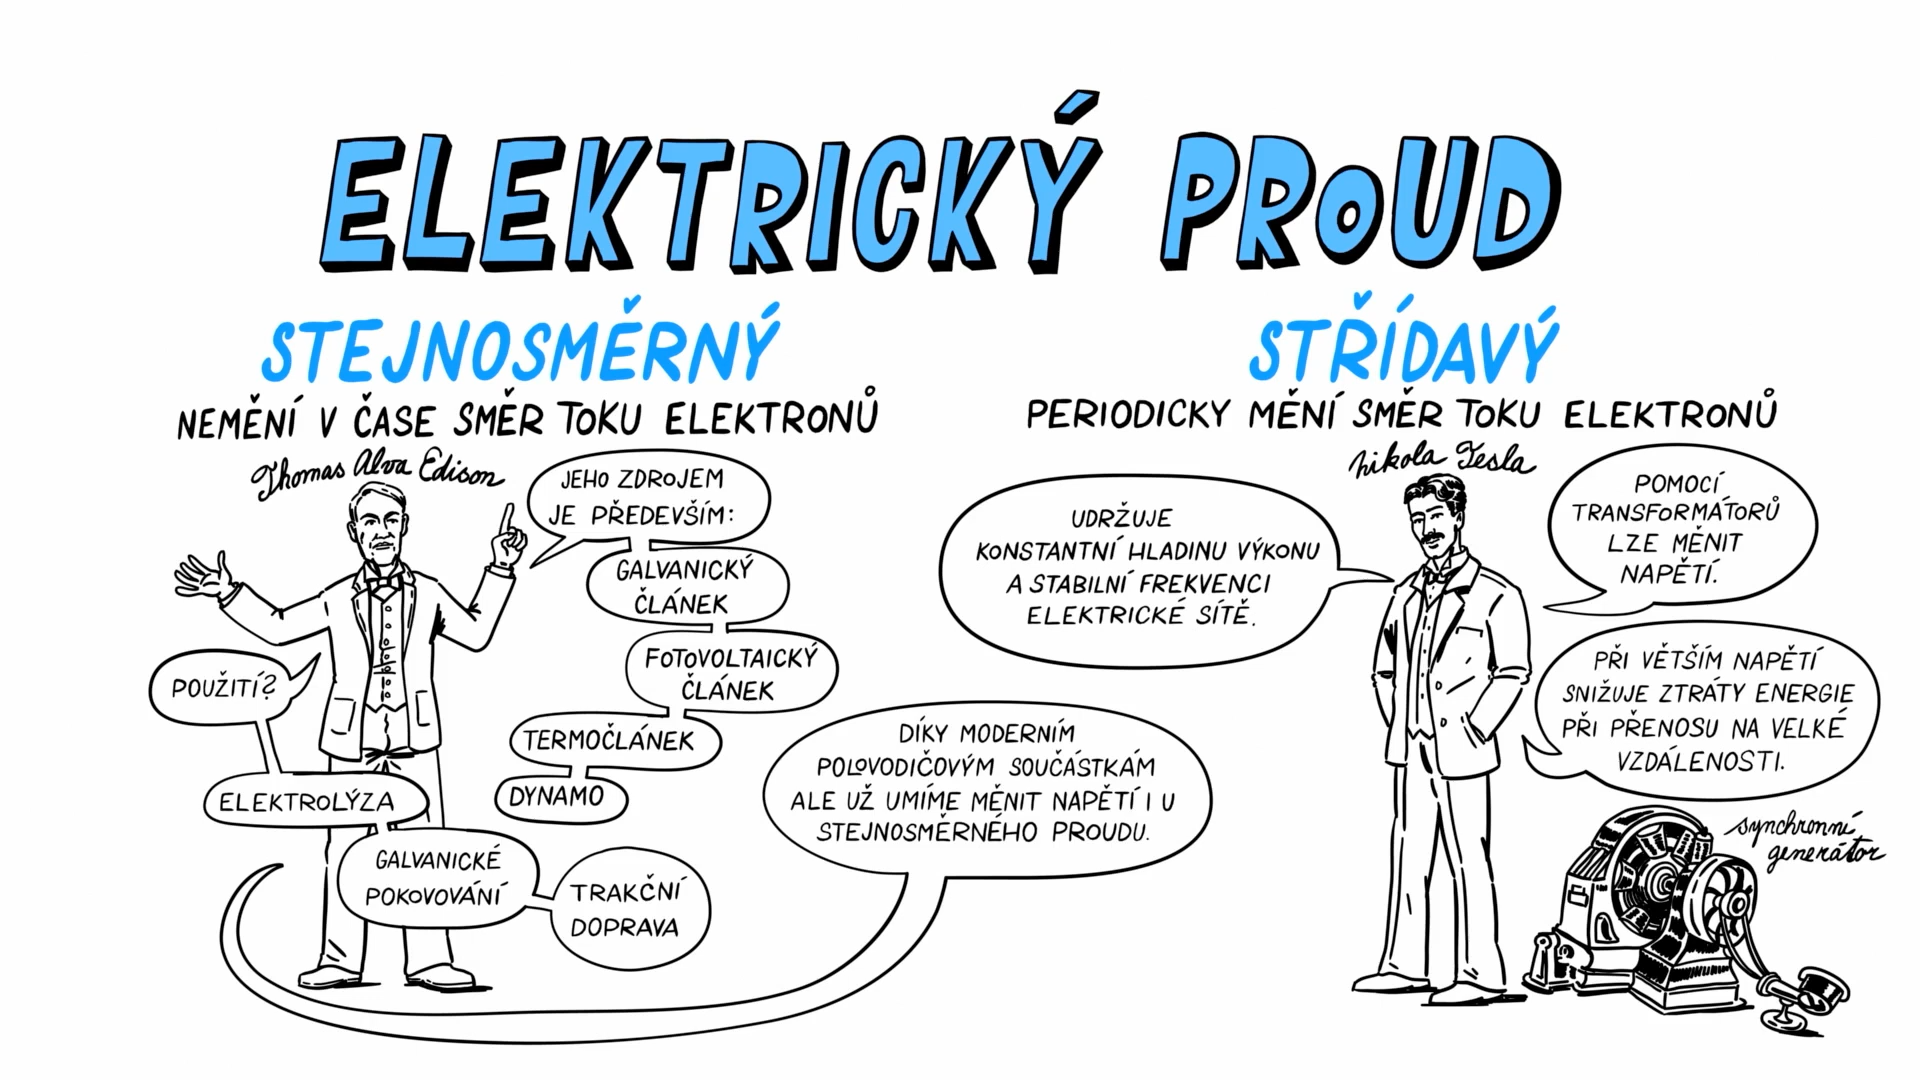 ELEKTRICKÝ PROUD
STEJNOSMĚRNÝ
NEMĚNÍ V ČASE SMĚR TOKU ELEKTRONŮ
Thomas Alva Edison
JEHO ZDROJEM
JE PŘEDEVŠÍM:
GALVANICKÝ
ČLÁNEK
FOTOVOLTAICKÝ
ČLÁNEK
TERMOČLÁNEK
DYNAMO
POUŽITÍ?
ELEKTROLÝZA
GALVANICKÉ
POKOVOVÁNÍ
TRAKČNÍ
DOPRAVA
DÍKY MODERNÍM
POLOVODIČOVÝM SOUČÁSTKÁM
ALE UŽ UMÍME MĚNIT NAPĚTÍ I U
STEJNOSMĚRNÉHO PROUDU.
STŘÍDAVÝ
PERIODICKY MĚNÍ SMĚR TOKU ELEKTRONŮ
Nikola Tesla
UDRŽUJE
KONSTANTNÍ HLADINU VÝKONU
A STABILNÍ FREKVENCI
ELEKTRICKÉ SÍTĚ.
POMOCÍ
TRANSFORMÁTORŮ
LZE MĚNIT
NAPĚTÍ.
PŘI VĚTŠÍM NAPĚTÍ
SNIŽUJE ZTRÁTY ENERGIE
PŘI PŘENOSU NA VELKÉ
VZDÁLENOSTI.
synchronní
generátor